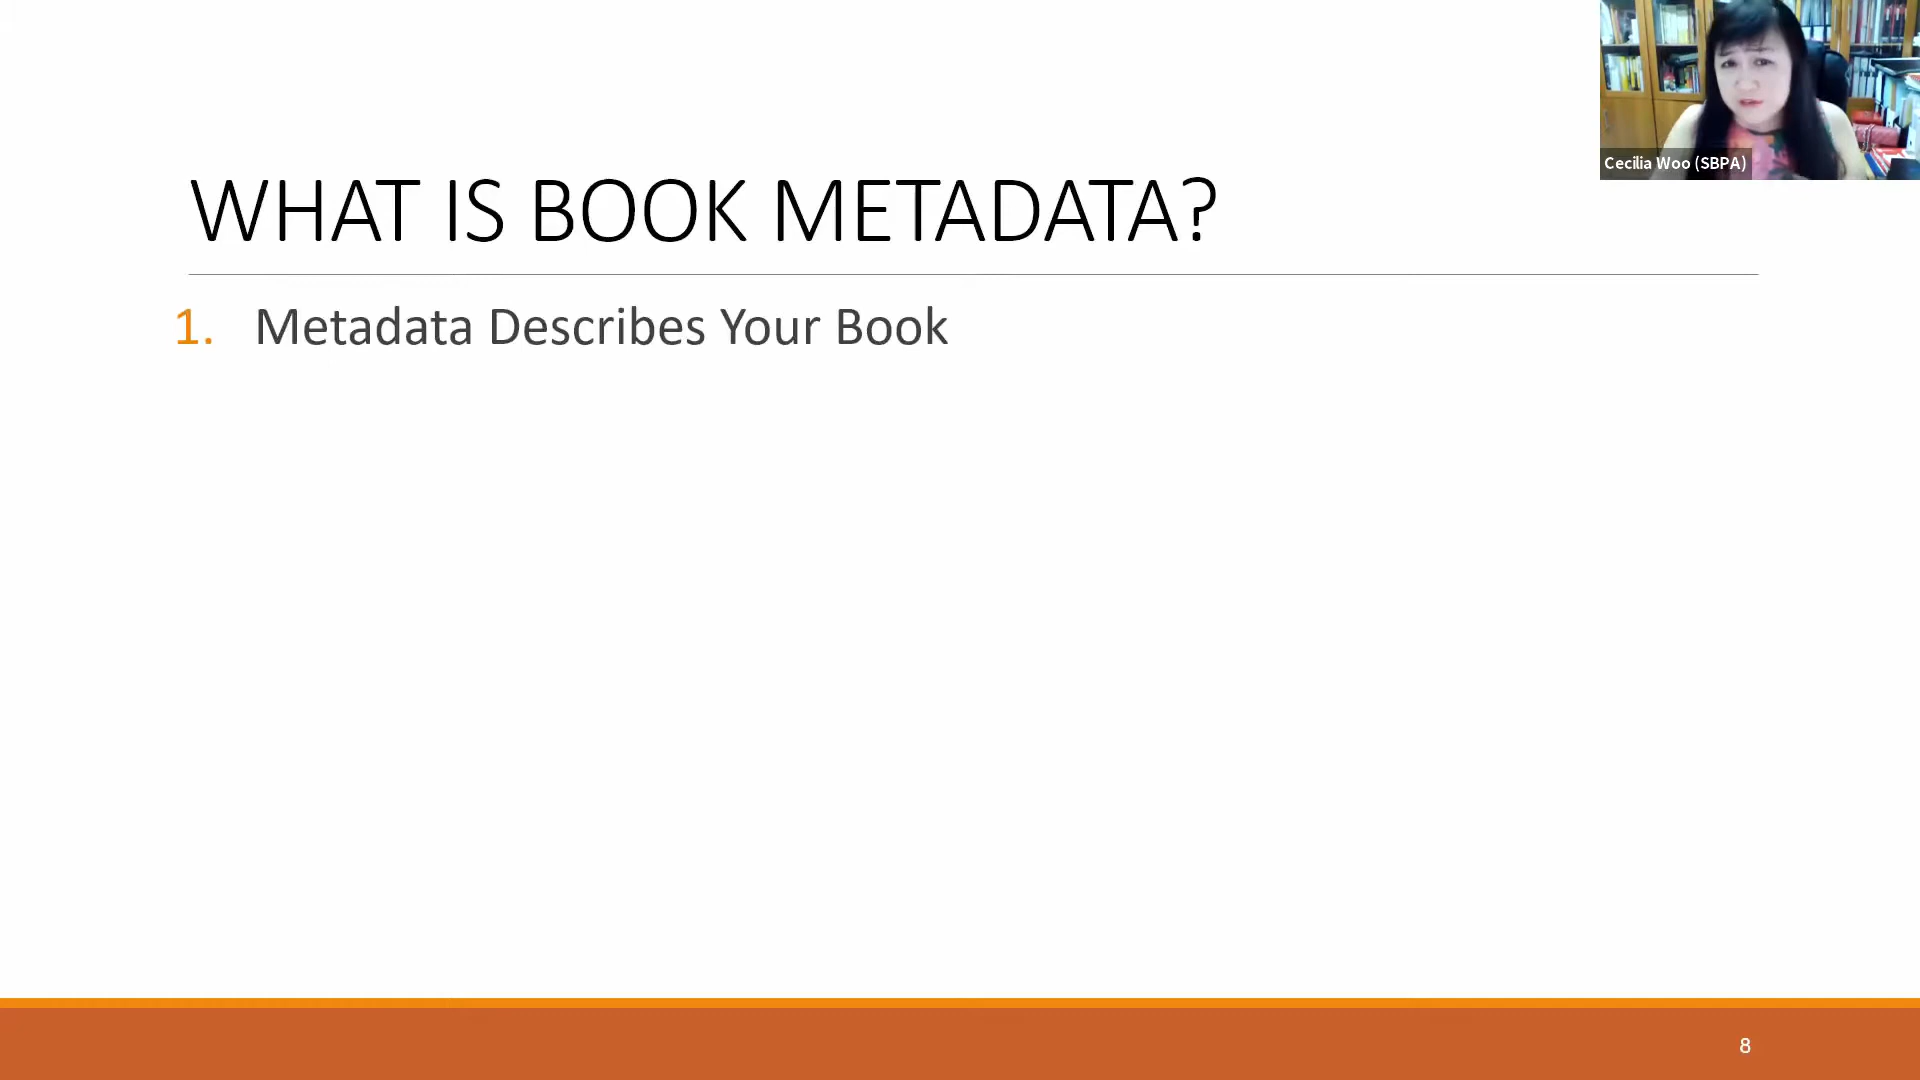 Cecilia Woo (SBPA)
WHAT IS BOOK METADATA?
1. Metadata Describes Your Book
8